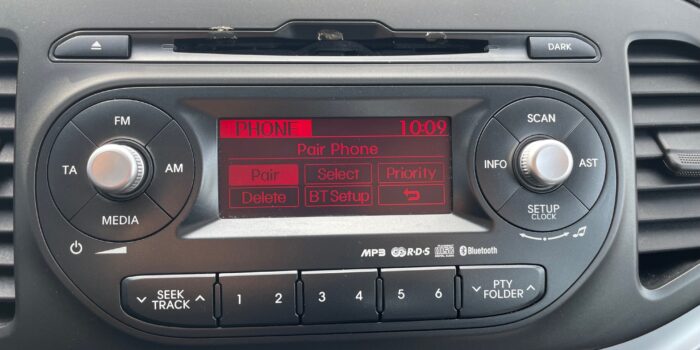 DARK
FM
TA
AM
MEDIA
PHONE 10:09
Pair Phone
Pair Select Priority
Delete BT Setup
SCAN
INFO
AST
SETUP
CLOCK
MP3 R·D·S Bluetooth
SEEK
TRACK
1 2 3 4 5 6
PTY
FOLDER